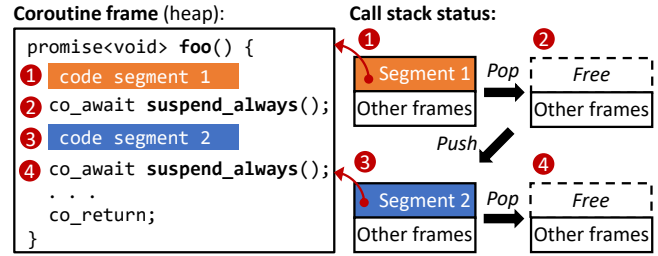 Coroutine frame (heap):
promise<void> foo() {
1 code segment 1
2 co_await suspend_always();
3 code segment 2
4 co_await suspend_always();
. . .
co_return;
}
Call stack status:
1
2
Segment 1
Pop
Free
Other frames
Other frames
Push
3
4
Segment 2
Pop
Free
Other frames
Other frames